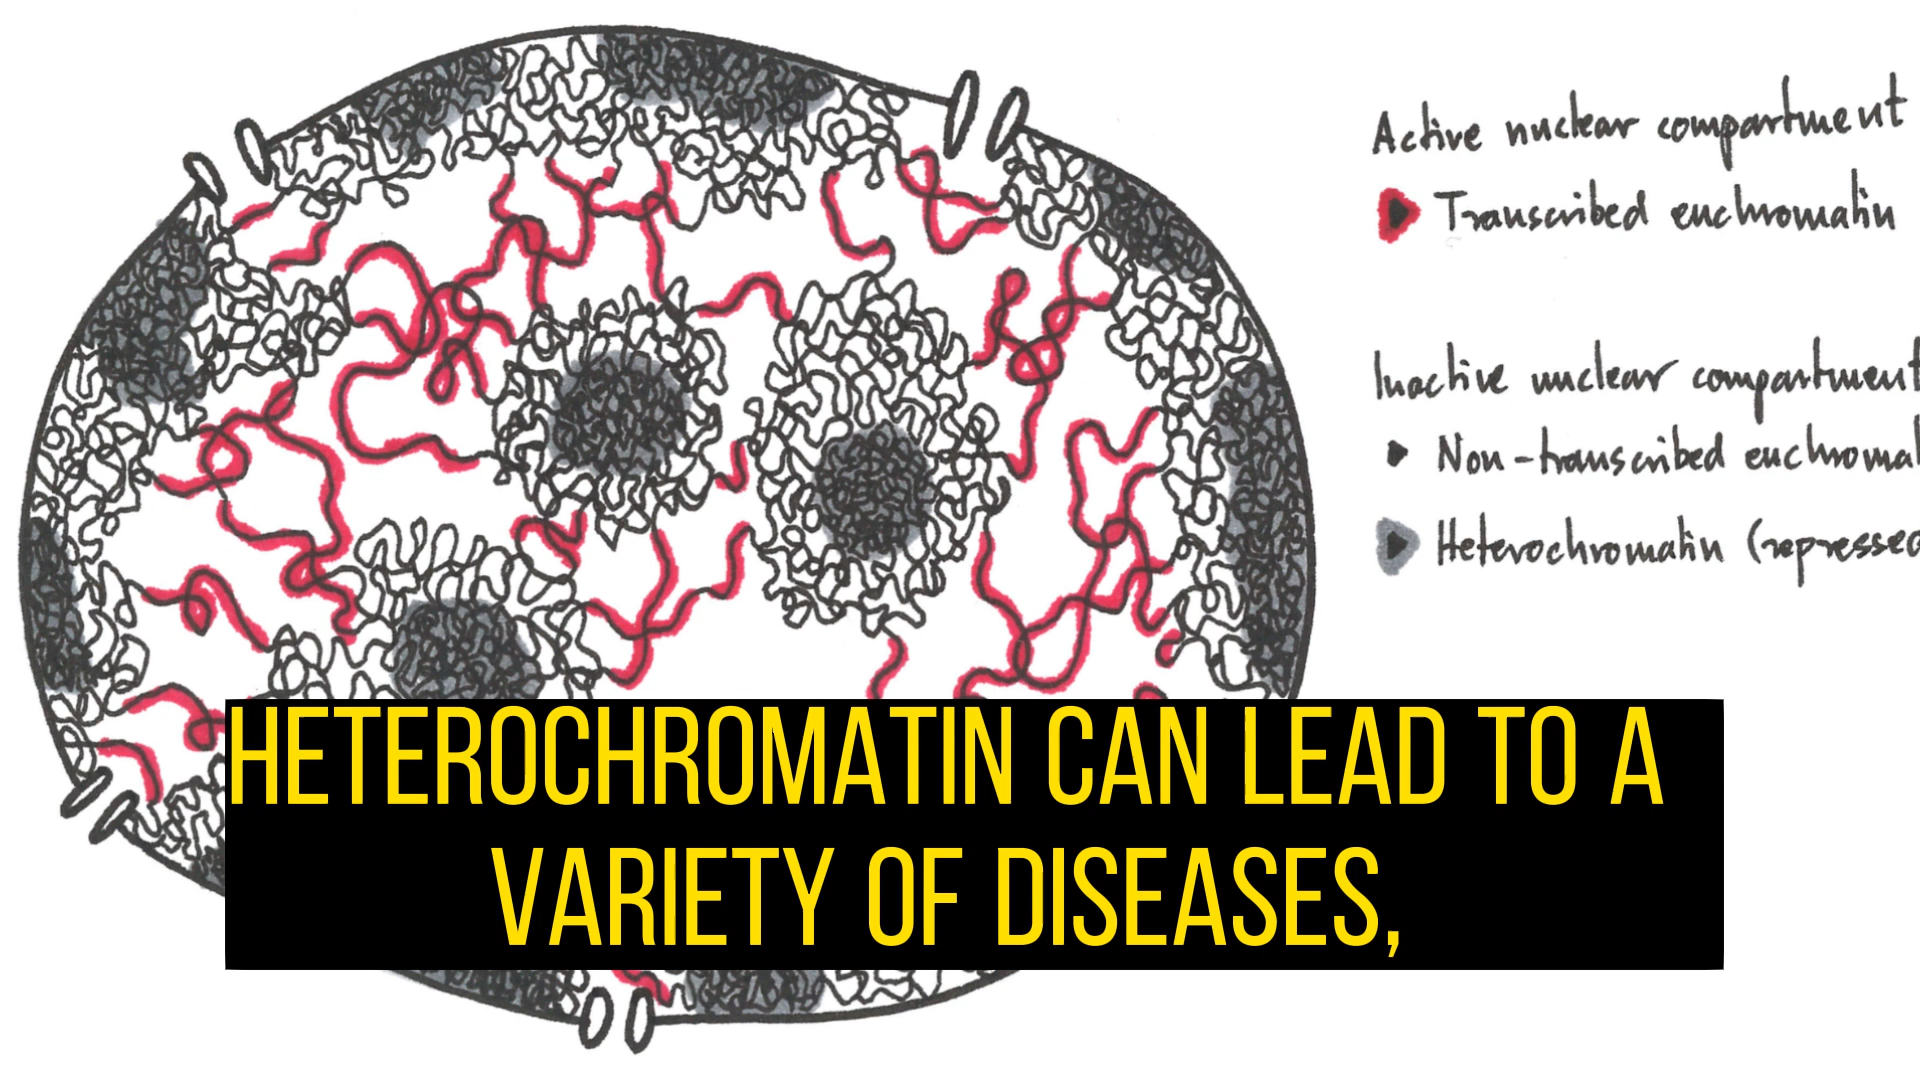 Active nuclear compartment
Transcribed euchromatin
Inactive nuclear compartment
Non-transcribed euchromat
Heterochromatin (repressed
HETEROCHROMATIN CAN LEAD TO A
VARIETY OF DISEASES,